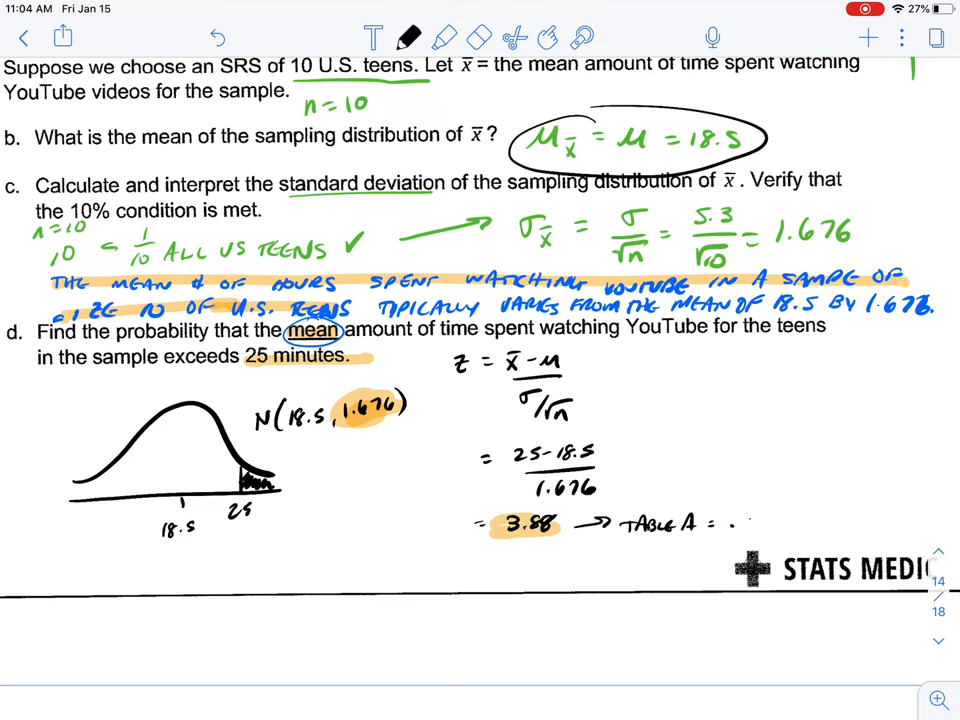 11:04 AM Fri Jan 15
27%
Suppose we choose an SRS of 10 U.S. teens. Let x̄ = the mean amount of time spent watching
YouTube videos for the sample.
n = 10
b. What is the mean of the sampling distribution of x̄?
μx̄ = μ = 18.5
c. Calculate and interpret the standard deviation of the sampling distribution of x̄. Verify that
the 10% condition is met.
n = 10
10 ≤ 1/10 ALL US TEENS ✓
σx̄ = σ/√n = 5.3/√10 = 1.676
THE MEAN # OF HOURS SPENT WATCHING YOUTUBE IN A SAMPLE OF
SIZE 10 OF U.S. TEENS TYPICALLY VARIES FROM THE MEAN OF 18.5 BY 1.676.
d. Find the probability that the mean amount of time spent watching YouTube for the teens
in the sample exceeds 25 minutes.
N(18.5, 1.676)
18.5
25
z = x̄ - μ / σ/√n
= 25-18.5 / 1.676
= 3.88 → TABLE A = .
STATS MEDIC
14
/
18